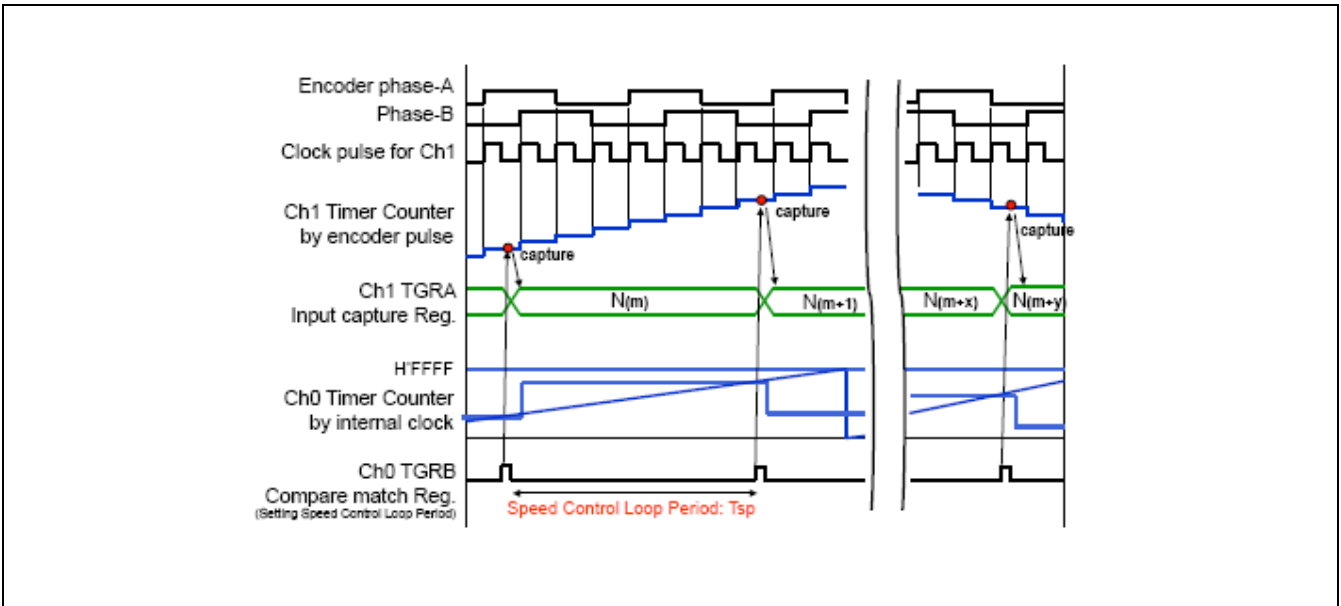 Encoder phase-A
Phase-B
Clock pulse for Ch1
Ch1 Timer Counter
by encoder pulse
capture
capture
capture
Ch1 TGRA
Input capture Reg.
N(m)
N(m+1)
N(m+x)
N(m+y)
H'FFFF
Ch0 Timer Counter
by internal clock
Ch0 TGRB
Compare match Reg.
(Setting Speed Control Loop Period)
Speed Control Loop Period: Tsp